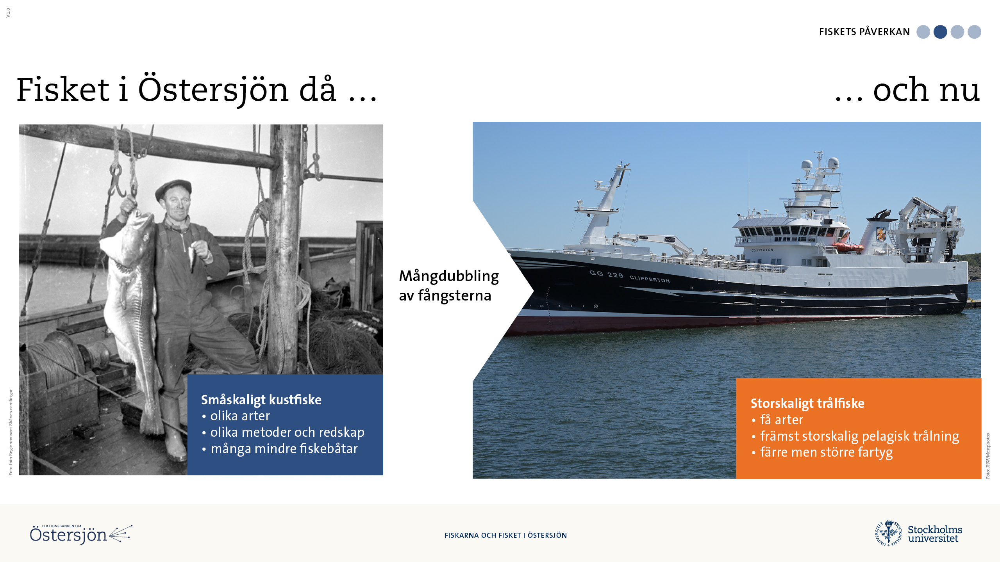 V1.0
FISKETS PÅVERKAN
Fisket i Östersjön då ...
... och nu
Mångdubbling
av fångsterna
CLIPPERTON
GG 229 CLIPPERTON
Småskaligt kustfiske
• olika arter
• olika metoder och redskap
• många mindre fiskebåtar
Storskaligt trålfiske
• få arter
• främst storskalig pelagisk trålning
• färre men större fartyg
Foto från Regionmuseet Skånes samlingar
Foto: JHW/Mostphotos
LEKTIONSBANKEN OM
Östersjön
FISKARNA OCH FISKET I ÖSTERSJÖN
STOCKHOLMS UNIVERSITET
Stockholms
universitet